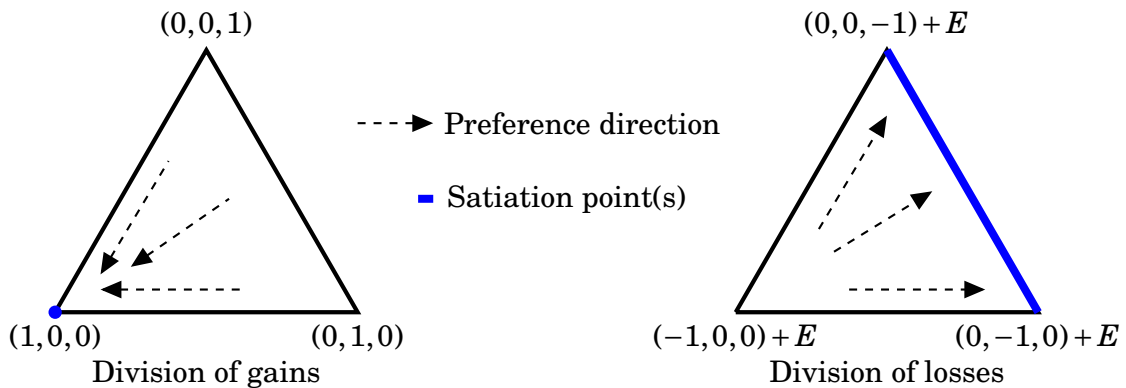 (0,0,1)
(0,0,−1)+E
Preference direction
Satiation point(s)
(1,0,0)
(0,1,0)
(−1,0,0)+E
(0,−1,0)+E
Division of gains
Division of losses